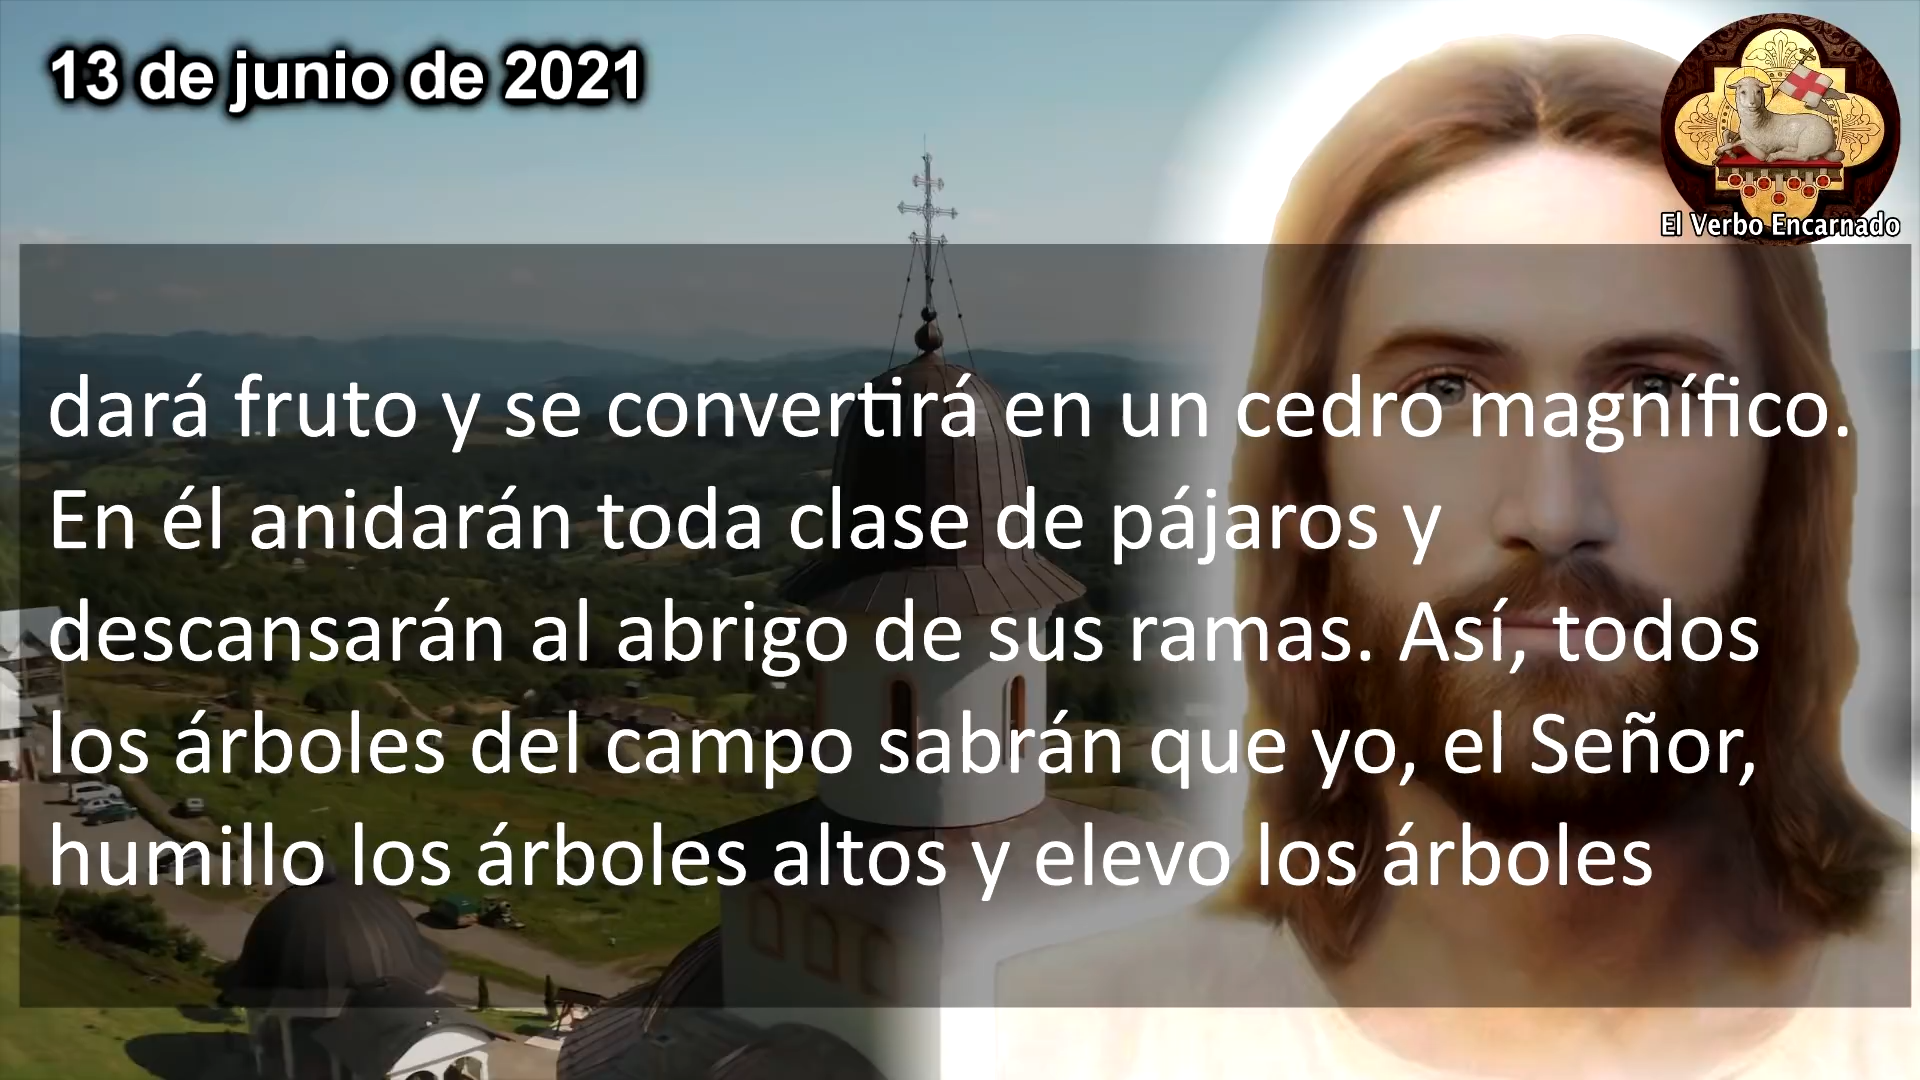 13 de junio de 2021
El Verbo Encarnado
dará fruto y se convertirá en un cedro magnífico.
En él anidarán toda clase de pájaros y
descansarán al abrigo de sus ramas. Así, todos
los árboles del campo sabrán que yo, el Señor,
humillo los árboles altos y elevo los árboles